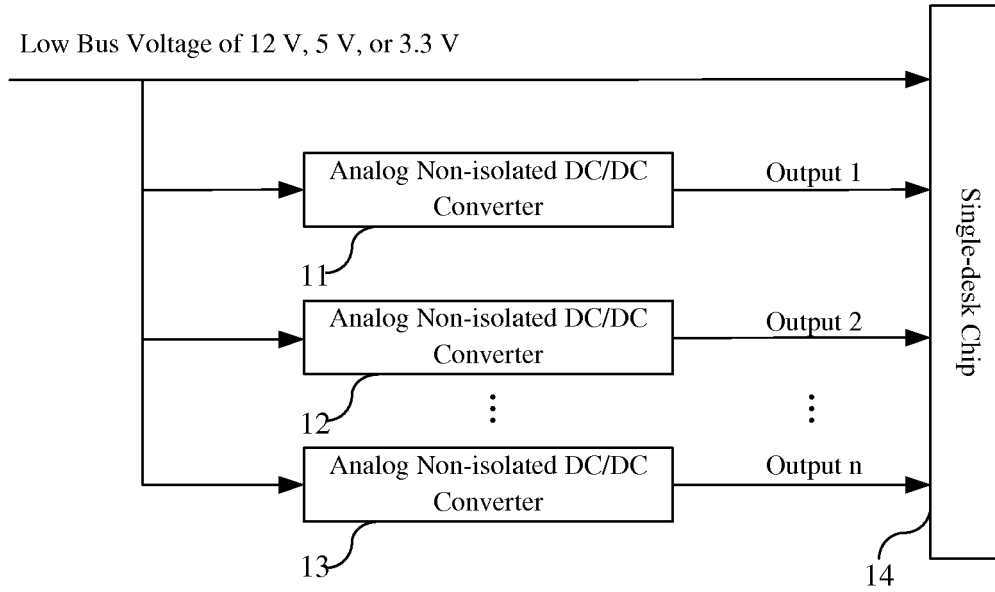 Low Bus Voltage of 12 V, 5 V, or 3.3 V
Analog Non-isolated DC/DC
Converter
Output 1
11
Analog Non-isolated DC/DC
Converter
Output 2
12
Analog Non-isolated DC/DC
Converter
Output n
13
14
Single-desk Chip